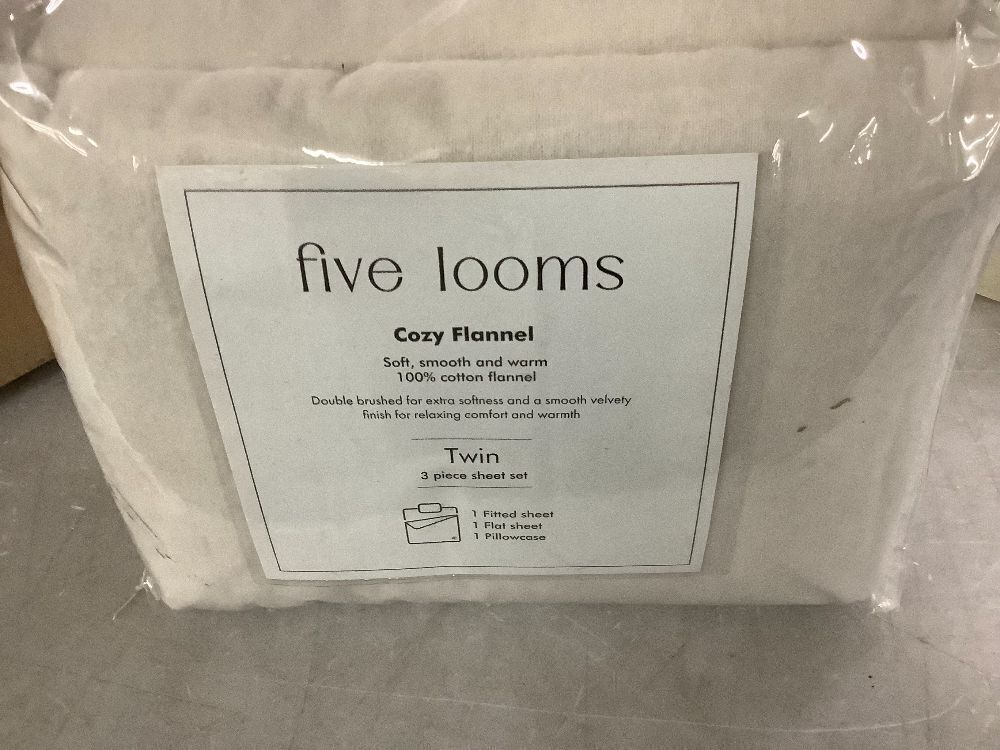 five looms
Cozy Flannel
Soft, smooth and warm
100% cotton flannel
Double brushed for extra softness and a smooth velvety
finish for relaxing comfort and warmth
Twin
3 piece sheet set
1 Fitted sheet
1 Flat sheet
1 Pillowcase